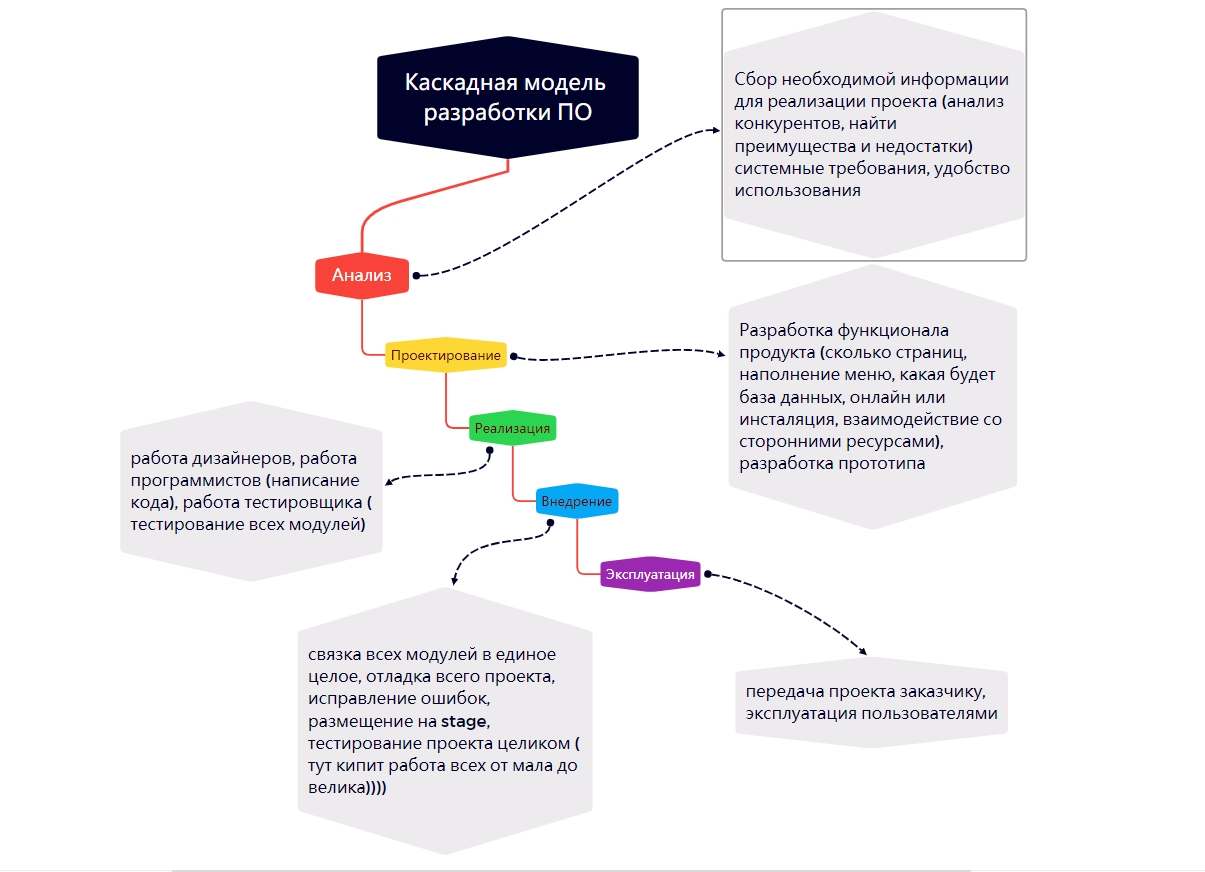 Каскадная модель
разработки ПО
Сбор необходимой информации
для реализации проекта (анализ
конкурентов, найти
преимущества и недостатки)
системные требования, удобство
использования
Анализ
Проектирование
Разработка функционала
продукта (сколько страниц,
наполнение меню, какая будет
база данных, онлайн или
инсталяция, взаимодействие со
сторонними ресурсами),
разработка прототипа
Реализация
работа дизайнеров, работа
программистов (написание
кода), работа тестировщика (
тестирование всех модулей)
Внедрение
Эксплуатация
связка всех модулей в единое
целое, отладка всего проекта,
исправление ошибок,
размещение на stage,
тестирование проекта целиком (
тут кипит работа всех от мала до
велика))))
передача проекта заказчику,
эксплуатация пользователями